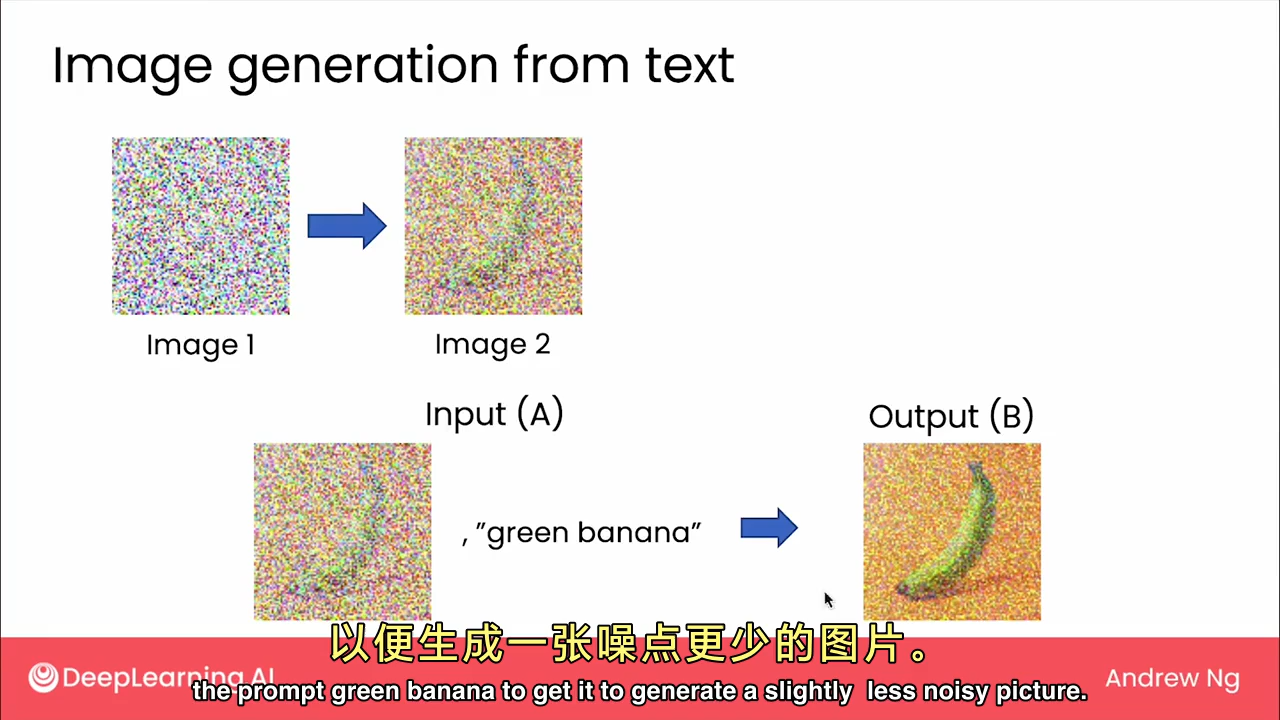 Image generation from text
Image 1
Image 2
Input (A)
Output (B)
, ”green banana”
以便生成一张噪点更少的图片。
DeepLearning.AI
Andrew Ng
the prompt green banana to get it to generate a slightly less noisy picture.